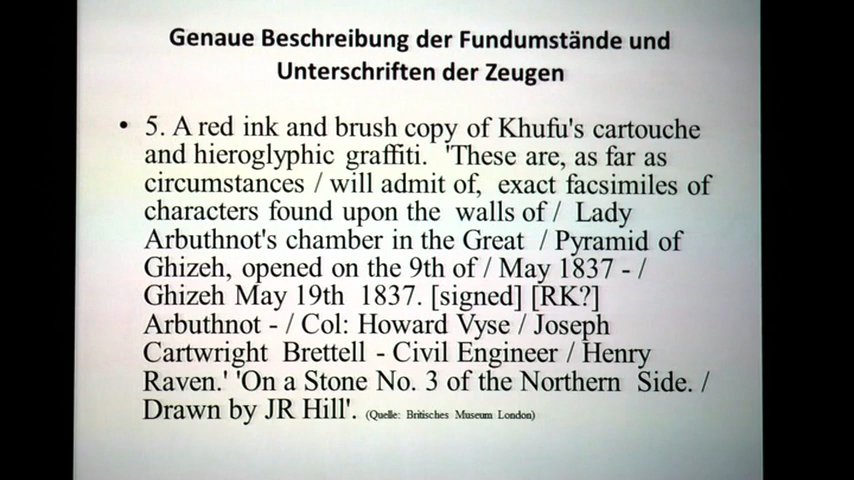 Genaue Beschreibung der Fundumstände und
Unterschriften der Zeugen
• 5. A red ink and brush copy of Khufu's cartouche
and hieroglyphic graffiti. 'These are, as far as
circumstances / will admit of, exact facsimiles of
characters found upon the walls of / Lady
Arbuthnot's chamber in the Great / Pyramid of
Ghizeh, opened on the 9th of / May 1837 - /
Ghizeh May 19th 1837. [signed] [RK?]
Arbuthnot - / Col: Howard Vyse / Joseph
Cartwright Brettell - Civil Engineer / Henry
Raven.' 'On a Stone No. 3 of the Northern Side. /
Drawn by JR Hill'. (Quelle: Britisches Museum London)